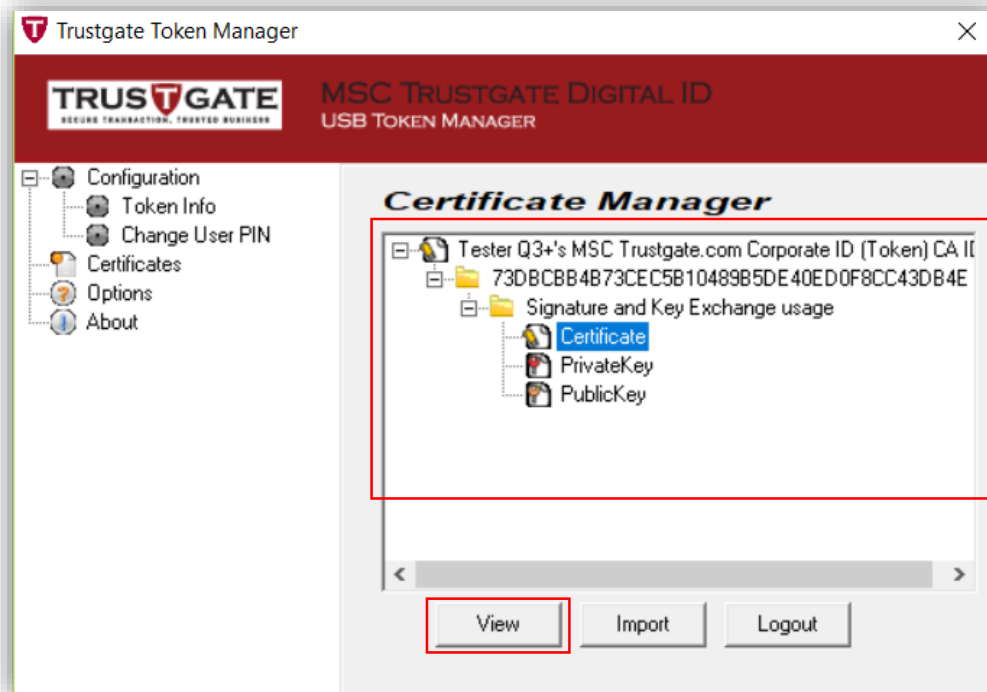 Trustgate Token Manager
TRUSTGATE
SECURE TRANSACTION, TRUSTED BUSINESS
MSC TRUSTGATE DIGITAL ID
USB TOKEN MANAGER
Configuration
Token Info
Change User PIN
Certificates
Options
About
Certificate Manager
Tester Q3+'s MSC Trustgate.com Corporate ID (Token) CA
73DBCBB4B73CEC5B10489B5DE40ED0F8CC43DB4E
Signature and Key Exchange usage
Certificate
PrivateKey
PublicKey
View
Import
Logout